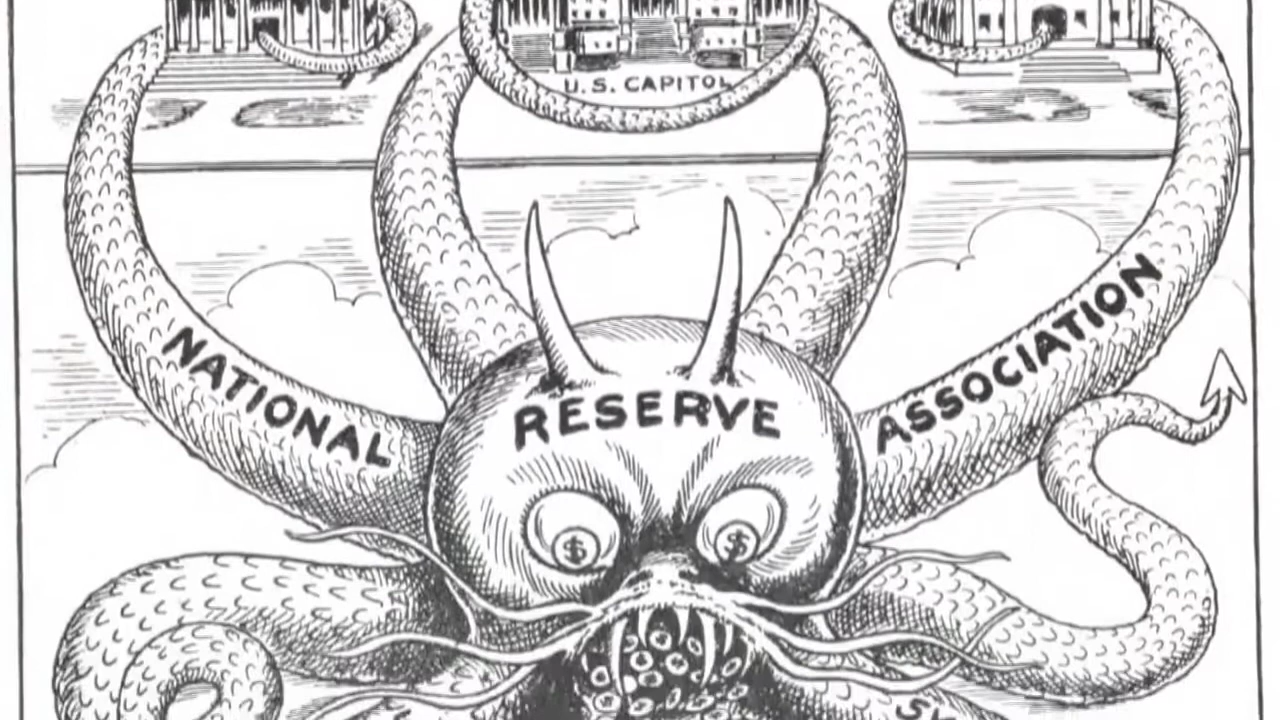 U.S. CAPITOL
NATIONAL
RESERVE
ASSOCIATION
$ $